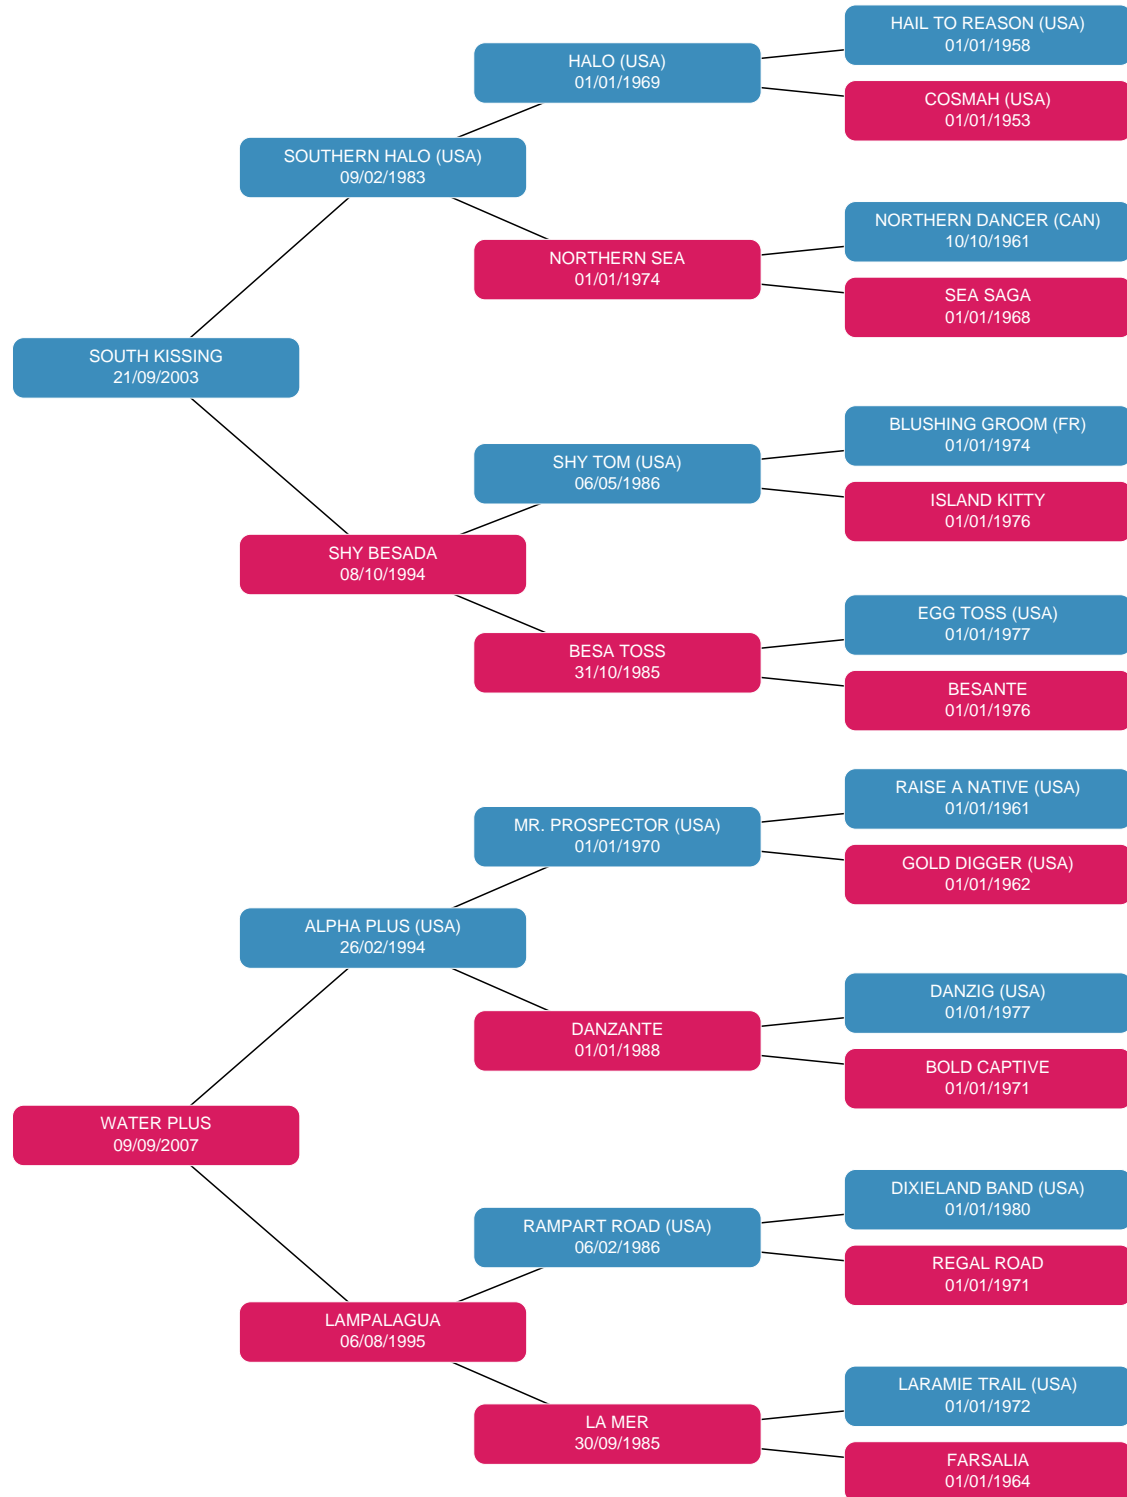 HAIL TO REASON (USA)
01/01/1958
HALO (USA)
01/01/1969
COSMAH (USA)
01/01/1953
SOUTHERN HALO (USA)
09/02/1983
NORTHERN DANCER (CAN)
10/10/1961
NORTHERN SEA
01/01/1974
SEA SAGA
01/01/1968
SOUTH KISSING
21/09/2003
BLUSHING GROOM (FR)
01/01/1974
SHY TOM (USA)
06/05/1986
ISLAND KITTY
01/01/1976
SHY BESADA
08/10/1994
EGG TOSS (USA)
01/01/1977
BESA TOSS
31/10/1985
BESANTE
01/01/1976
RAISE A NATIVE (USA)
01/01/1961
MR. PROSPECTOR (USA)
01/01/1970
GOLD DIGGER (USA)
01/01/1962
ALPHA PLUS (USA)
26/02/1994
DANZIG (USA)
01/01/1977
DANZANTE
01/01/1988
BOLD CAPTIVE
01/01/1971
WATER PLUS
09/09/2007
DIXIELAND BAND (USA)
01/01/1980
RAMPART ROAD (USA)
06/02/1986
REGAL ROAD
01/01/1971
LAMPALAGUA
06/08/1995
LARAMIE TRAIL (USA)
01/01/1972
LA MER
30/09/1985
FARSALIA
01/01/1964